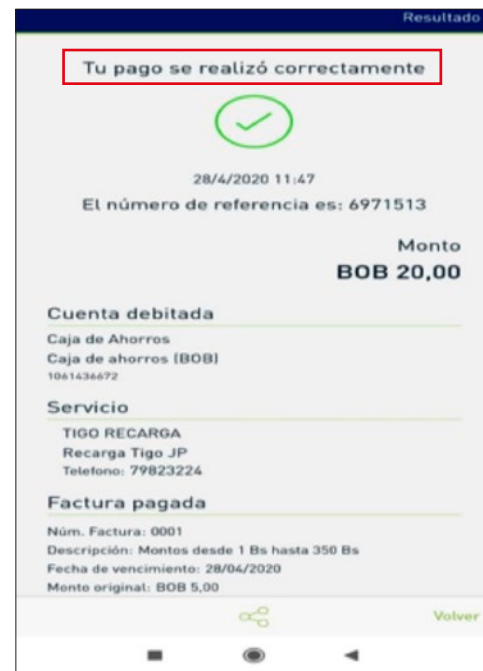 Resultado
Tu pago se realizó correctamente
28/4/2020 11:47
El número de referencia es: 6971513
Monto
BOB 20,00
Cuenta debitada
Caja de Ahorros
Caja de ahorros (BOB)
1061436672
Servicio
TIGO RECARGA
Recarga Tigo JP
Telefono: 79823224
Factura pagada
Núm. Factura: 0001
Descripción: Montos desde 1 Bs hasta 350 Bs
Fecha de vencimiento: 28/04/2020
Monto original: BOB 5,00
Volver